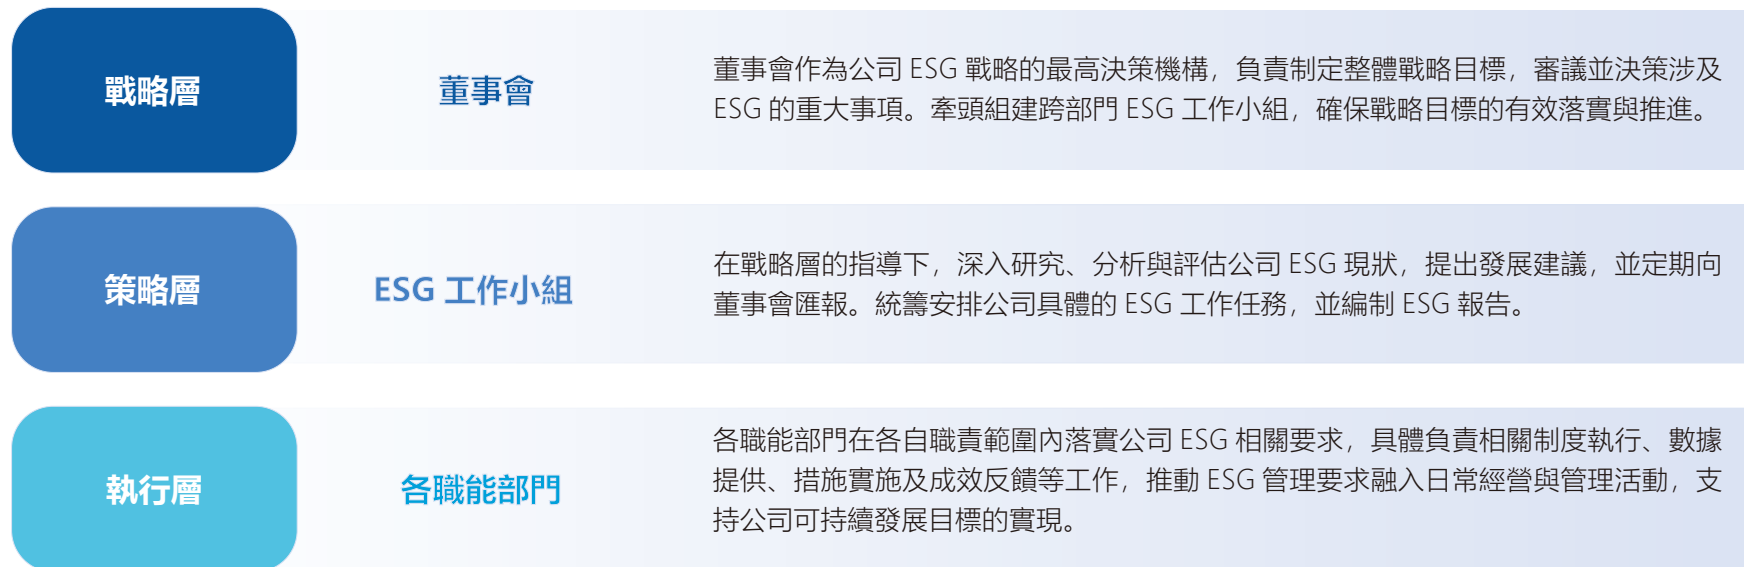 戰略層
董事會
董事會作為公司 ESG 戰略的最高決策機構，負責制定整體戰略目標，審議並決策涉及
ESG 的重大事項。牽頭組建跨部門 ESG 工作小組，確保戰略目標的有效落實與推進。
策略層
ESG 工作小組
在戰略層的指導下，深入研究、分析與評估公司 ESG 現狀，提出發展建議，並定期向
董事會匯報。統籌安排公司具體的 ESG 工作任務，並編制 ESG 報告。
執行層
各職能部門
各職能部門在各自職責範圍內落實公司 ESG 相關要求，具體負責相關制度執行、數據
提供、措施實施及成效反饋等工作，推動 ESG 管理要求融入日常經營與管理活動，支
持公司可持續發展目標的實現。